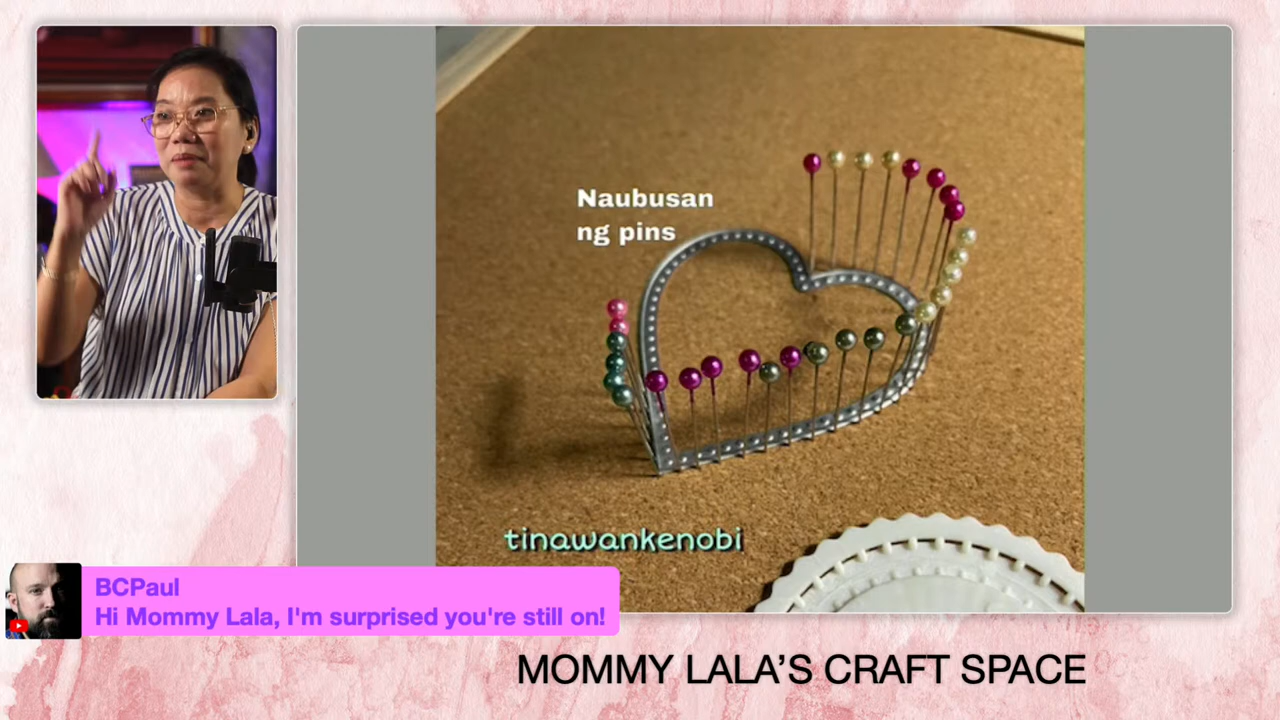 Naubusan
ng pins
tinawankenobi
BCPaul
Hi Mommy Lala, I'm surprised you're still on!
MOMMY LALA’S CRAFT SPACE